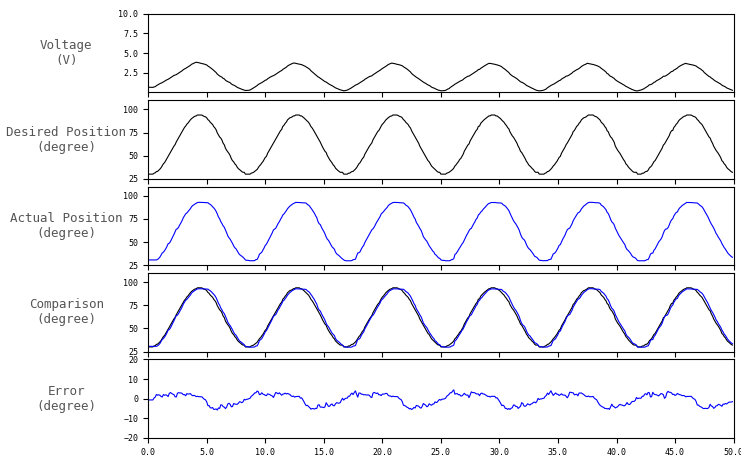 10.0
7.5
5.0
2.5
Voltage
(V)
100
75
50
25
Desired Position
(degree)
100
75
50
25
Actual Position
(degree)
100
75
50
25
Comparison
(degree)
20
10
0
−10
−20
Error
(degree)
0.0 5.0 10.0 15.0 20.0 25.0 30.0 35.0 40.0 45.0 50.0